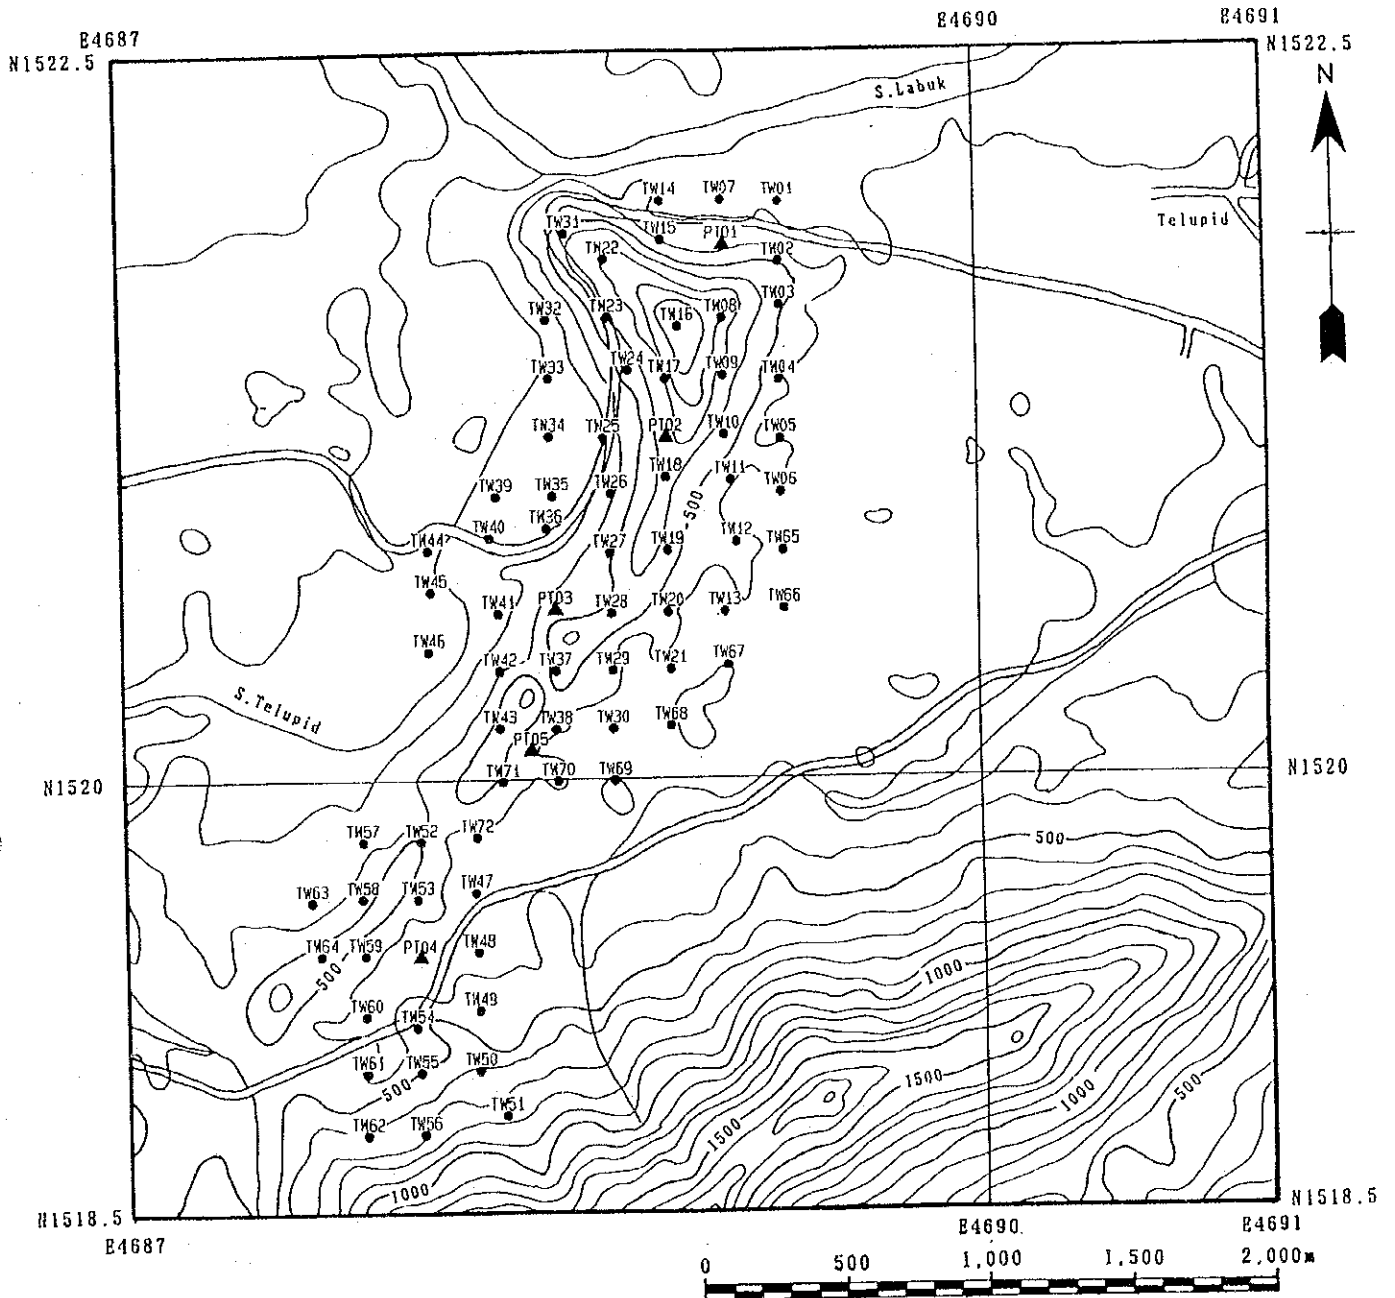 E4687
E4690
E4691
N1522.5
N1522.5
N
S.Labuk
Telupid
TW14 TW07 TW01
TW31 TW15 PT01
TW22 TW02
TW32 TW23 TW16 TW08 TW03
TW33 TW24 TW17 TW09 TW04
TW34 TW25 PT02 TW10 TW05
TW18 TW11 TW06
TW39 TW35 TW26 500
TW40 TW36
TW44 TW27 TW19 TW12 TW65
TW45 TW41 PT03 TW28 TW20 TW13 TW66
TW46 TW42 TW37 TW29 TW21 TW67
S.Telupid
TW43 TW38 TW30 TW68
PT05
TW71 TW70 TW69
N1520
N1520
TW57 TW52 TW72
500
TW63 TW58 TW53 TW47
TW64 TW59 PT04 TW48
500
1000
TW60 TW54 TW49
TW61 TW55 TW50
500
1500
1000
500
TW62 TW56 TW51
1500
1000
N1518.5
N1518.5
E4687
E4690
E4691
0 500 1,000 1,500 2,000m